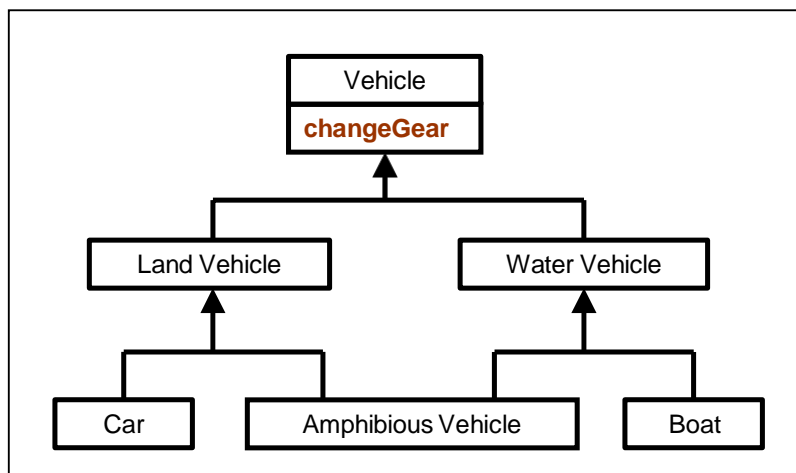 Vehicle
changeGear
Land Vehicle
Water Vehicle
Car
Amphibious Vehicle
Boat